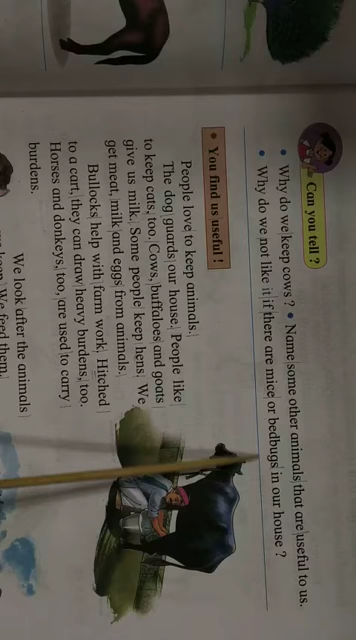 Can you tell ?
• Why do we keep cows ? • Name some other animals that are useful to us.
• Why do we not like it if there are mice or bedbugs in our house ?
• You find us useful !
People love to keep animals.
The dog guards our house. People like
to keep cats, too. Cows, buffaloes and goats
give us milk. Some people keep hens. We
get meat, milk and eggs from animals.
Bullocks help with farm work. Hitched
to a cart, they can draw heavy burdens, too.
Horses and donkeys, too, are used to carry
burdens.
We look after the animals
keep. We feed them,